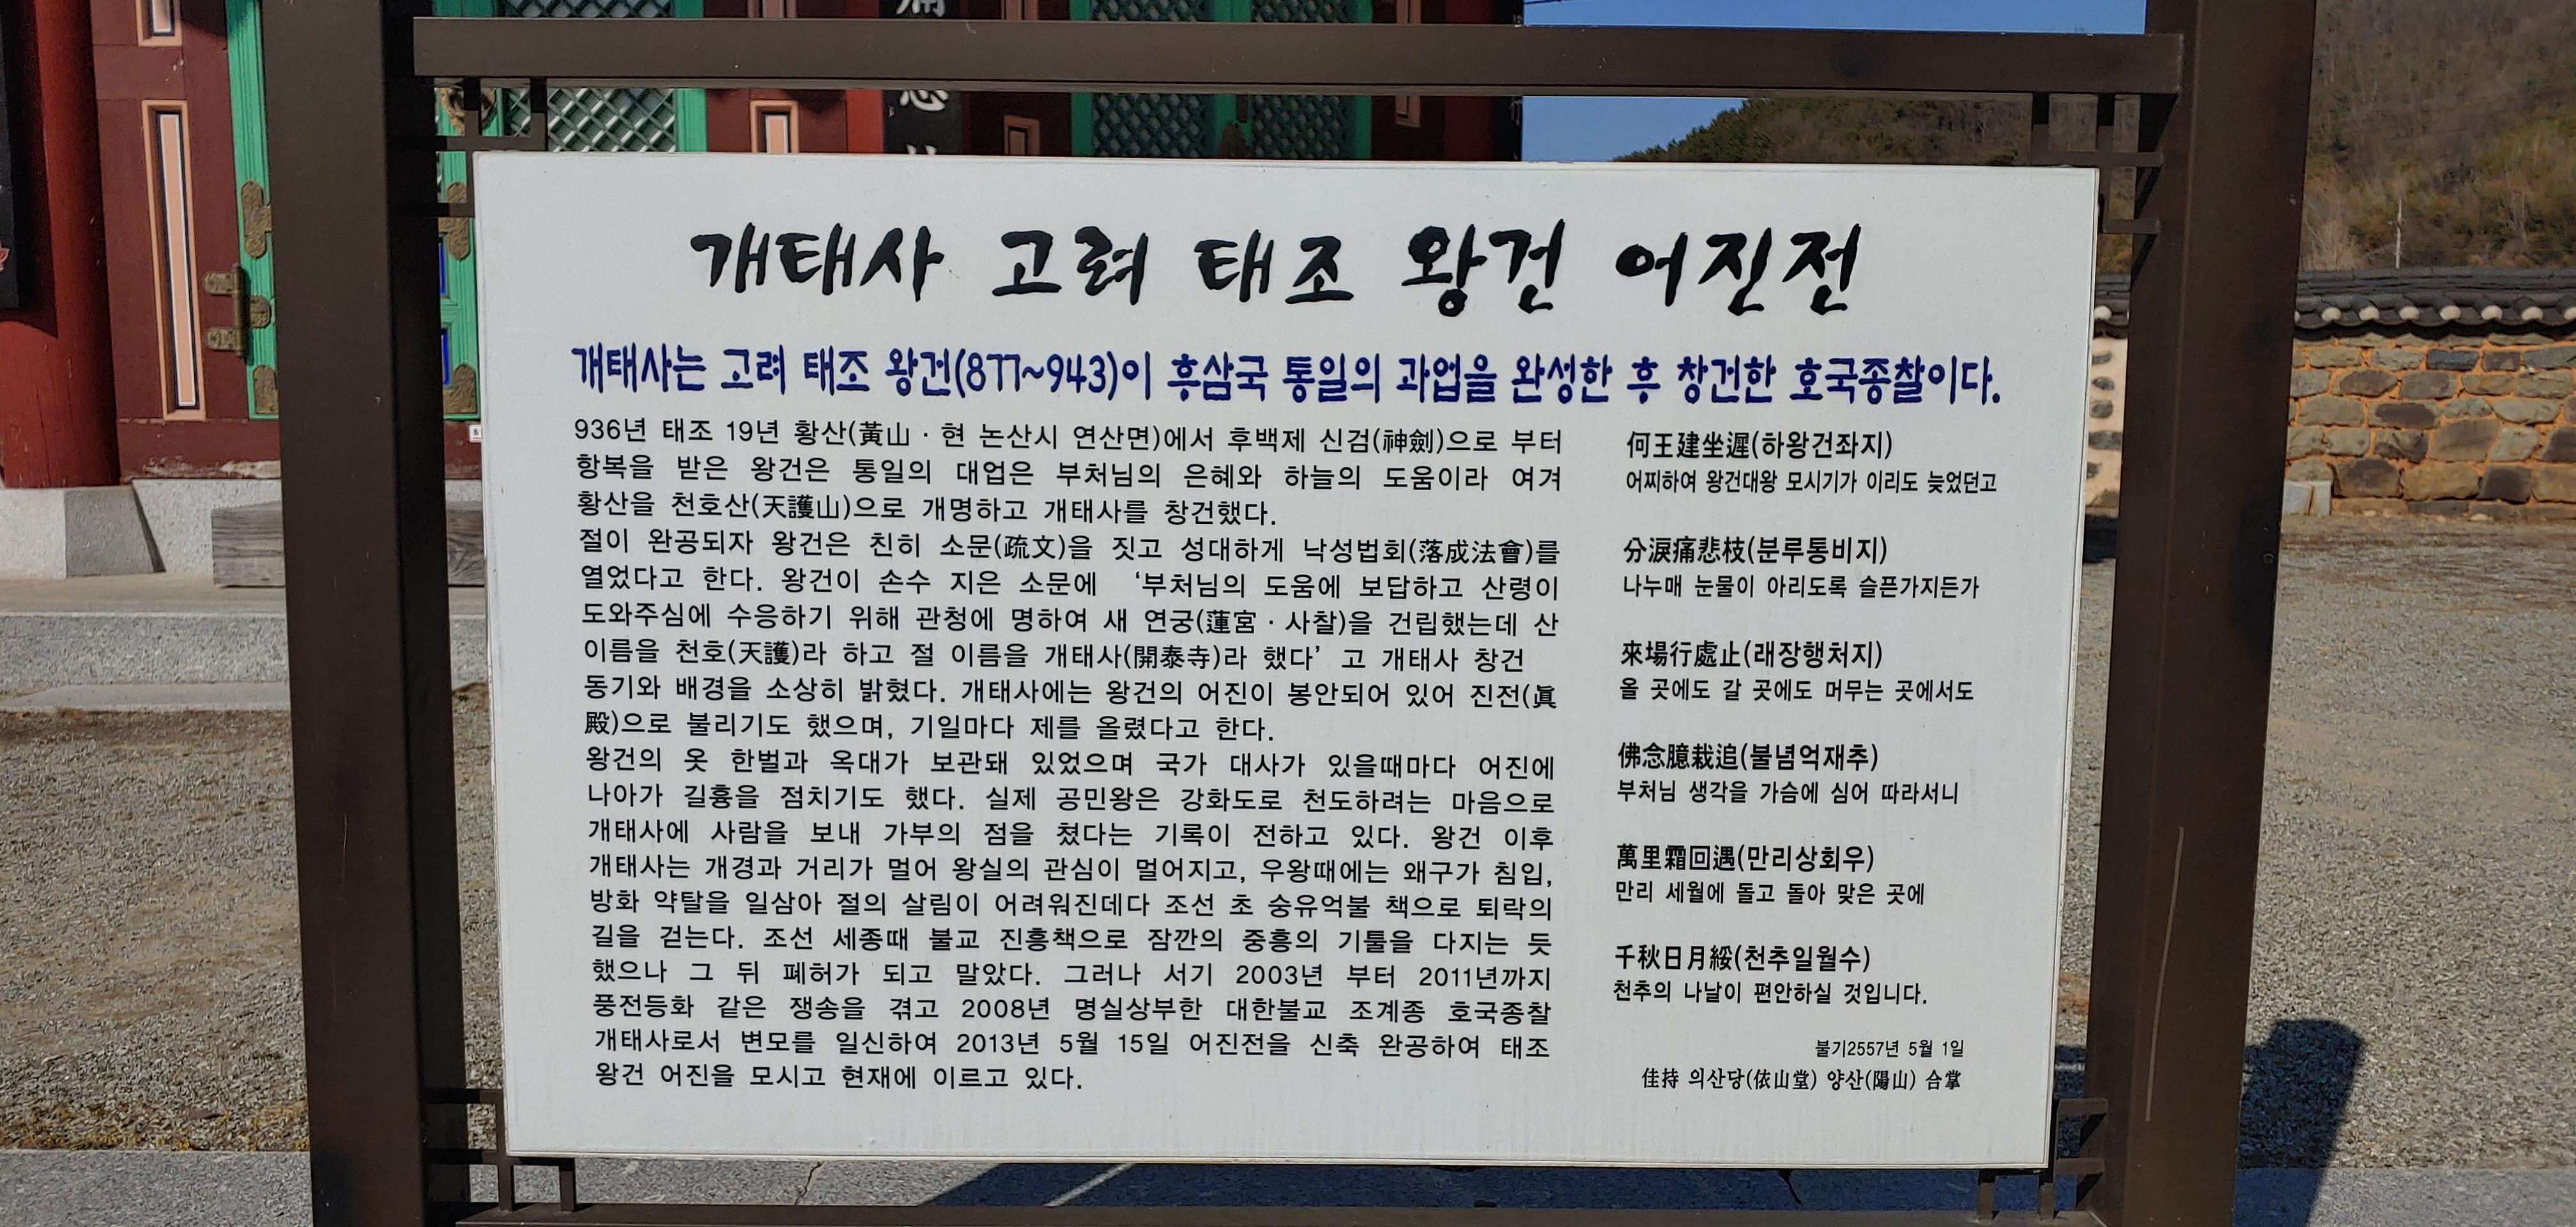 개태사 고려 태조 왕건 어진전
개태사는 고려 태조 왕건(877~943)이 흥삼국 통일의 과업을 완성한 흥 창건한 호국종찰이다.
936년 태조 19년 황산(黃山·현 논산시 연산면)에서 후백제 신검(神劍)으로 부터
항복을 받은 왕건은 통일의 대업은 부처님의 은혜와 하늘의 도움이라 여겨
황산을 천호산(天護山)으로 개명하고 개태사를 창건했다.
절이 완공되자 왕건은 친히 소문(疏文)을 짓고 성대하게 낙성법회(落成法會)를
열었다고 한다. 왕건이 손수 지은 소문에 ‘부처님의 도움에 보답하고 산령이
도와주심에 수응하기 위해 관청에 명하여 새 연궁(蓮宮·사찰)을 건립했는데 산
이름을 천호(天護)라 하고 절 이름을 개태사(開泰寺)라 했다’ 고 개태사 창건
동기와 배경을 소상히 밝혔다. 개태사에는 왕건의 어진이 봉안되어 있어 진전(眞
殿)으로 불리기도 했으며, 기일마다 제를 올렸다고 한다.
왕건의 옷 한벌과 옥대가 보관돼 있었으며 국가 대사가 있을때마다 어진에
나아가 길흉을 점치기도 했다. 실제 공민왕은 강화도로 천도하려는 마음으로
개태사에 사람을 보내 가부의 점을 쳤다는 기록이 전하고 있다. 왕건 이후
개태사는 개경과 거리가 멀어 왕실의 관심이 멀어지고, 우왕때에는 왜구가 침입,
방화 약탈을 일삼아 절의 살림이 어려워진데다 조선 초 숭유억불 책으로 퇴락의
길을 걷는다. 조선 세종때 불교 진흥책으로 잠깐의 중흥의 기틀을 다지는 듯
했으나 그 뒤 폐허가 되고 말았다. 그러나 서기 2003년 부터 2011년까지
풍전등화 같은 쟁송을 겪고 2008년 명실상부한 대한불교 조계종 호국종찰
개태사로서 변모를 일신하여 2013년 5월 15일 어진전을 신축 완공하여 태조
왕건 어진을 모시고 현재에 이르고 있다.
何王建坐遲(하왕건좌지)
어찌하여 왕건대왕 모시기가 이리도 늦었던고
分淚痛悲枝(분루통비지)
나누매 눈물이 아리도록 슬픈가지든가
來場行處止(래장행처지)
올 곳에도 갈 곳에도 머무는 곳에서도
佛念臆栽追(불념억재추)
부처님 생각을 가슴에 심어 따라서니
萬里霜回遇(만리상회우)
만리 세월에 돌고 돌아 맞은 곳에
千秋日月綏(천추일월수)
천추의 나날이 편안하실 것입니다.
불기2557년 5월 1일
佳持 의산당(依山堂) 양산(陽山) 合掌